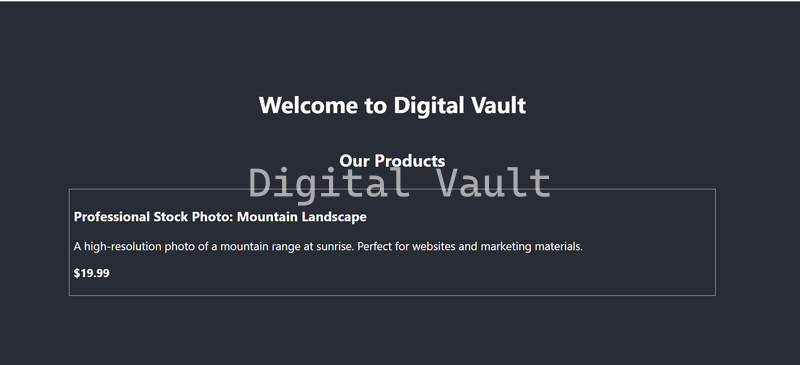 Welcome to Digital Vault
Our Products
Digital Vault
Professional Stock Photo: Mountain Landscape
A high-resolution photo of a mountain range at sunrise. Perfect for websites and marketing materials.
$19.99